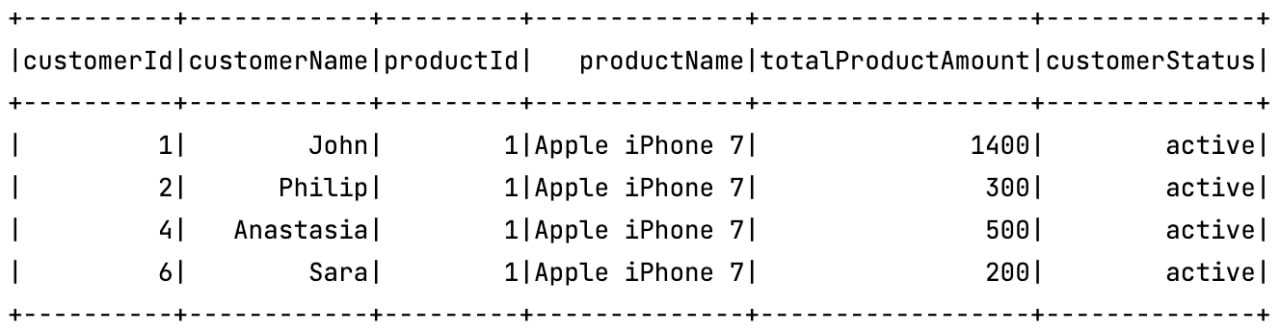 +----------+------------+---------+--------------+------------------+--------------+
|customerId|customerName|productId|   productName|totalProductAmount|customerStatus|
+----------+------------+---------+--------------+------------------+--------------+
|         1|        John|        1|Apple iPhone 7|              1400|        active|
|         2|      Philip|        1|Apple iPhone 7|               300|        active|
|         4|   Anastasia|        1|Apple iPhone 7|               500|        active|
|         6|        Sara|        1|Apple iPhone 7|               200|        active|
+----------+------------+---------+--------------+------------------+--------------+